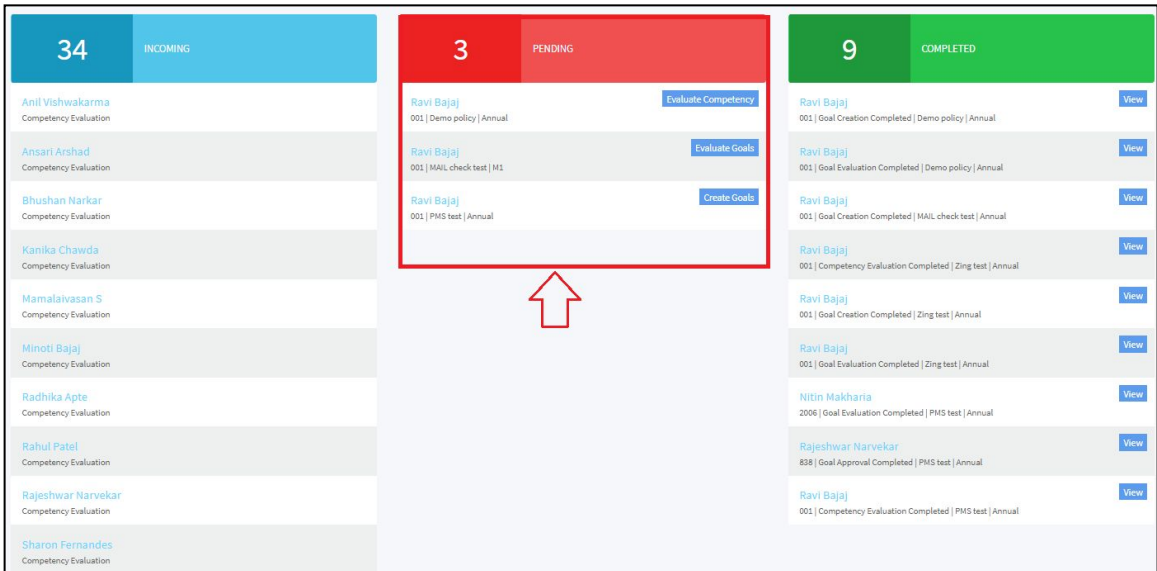 34
INCOMING
Anil Vishwakarma
Competency Evaluation
Ansari Arshad
Competency Evaluation
Bhushan Narkar
Competency Evaluation
Kanika Chawda
Competency Evaluation
Mamalaivasan S
Competency Evaluation
Minoti Bajaj
Competency Evaluation
Radhika Apte
Competency Evaluation
Rahul Patel
Competency Evaluation
Rajeshwar Narvekar
Competency Evaluation
Sharon Fernandes
Competency Evaluation
3
PENDING
Ravi Bajaj
Evaluate Competency
001 | Demo policy | Annual
Ravi Bajaj
Evaluate Goals
001 | MAIL check test | M1
Ravi Bajaj
Create Goals
001 | PMS test | Annual
9
COMPLETED
Ravi Bajaj
View
001 | Goal Creation Completed | Demo policy | Annual
Ravi Bajaj
View
001 | Goal Evaluation Completed | Demo policy | Annual
Ravi Bajaj
View
001 | Goal Creation Completed | MAIL check test | Annual
Ravi Bajaj
View
001 | Competency Evaluation Completed | Zing test | Annual
Ravi Bajaj
View
001 | Goal Creation Completed | Zing test | Annual
Ravi Bajaj
View
001 | Goal Evaluation Completed | Zing test | Annual
Nitin Makharia
View
2006 | Goal Evaluation Completed | PMS test | Annual
Rajeshwar Narvekar
View
838 | Goal Approval Completed | PMS test | Annual
Ravi Bajaj
View
001 | Competency Evaluation Completed | PMS test | Annual